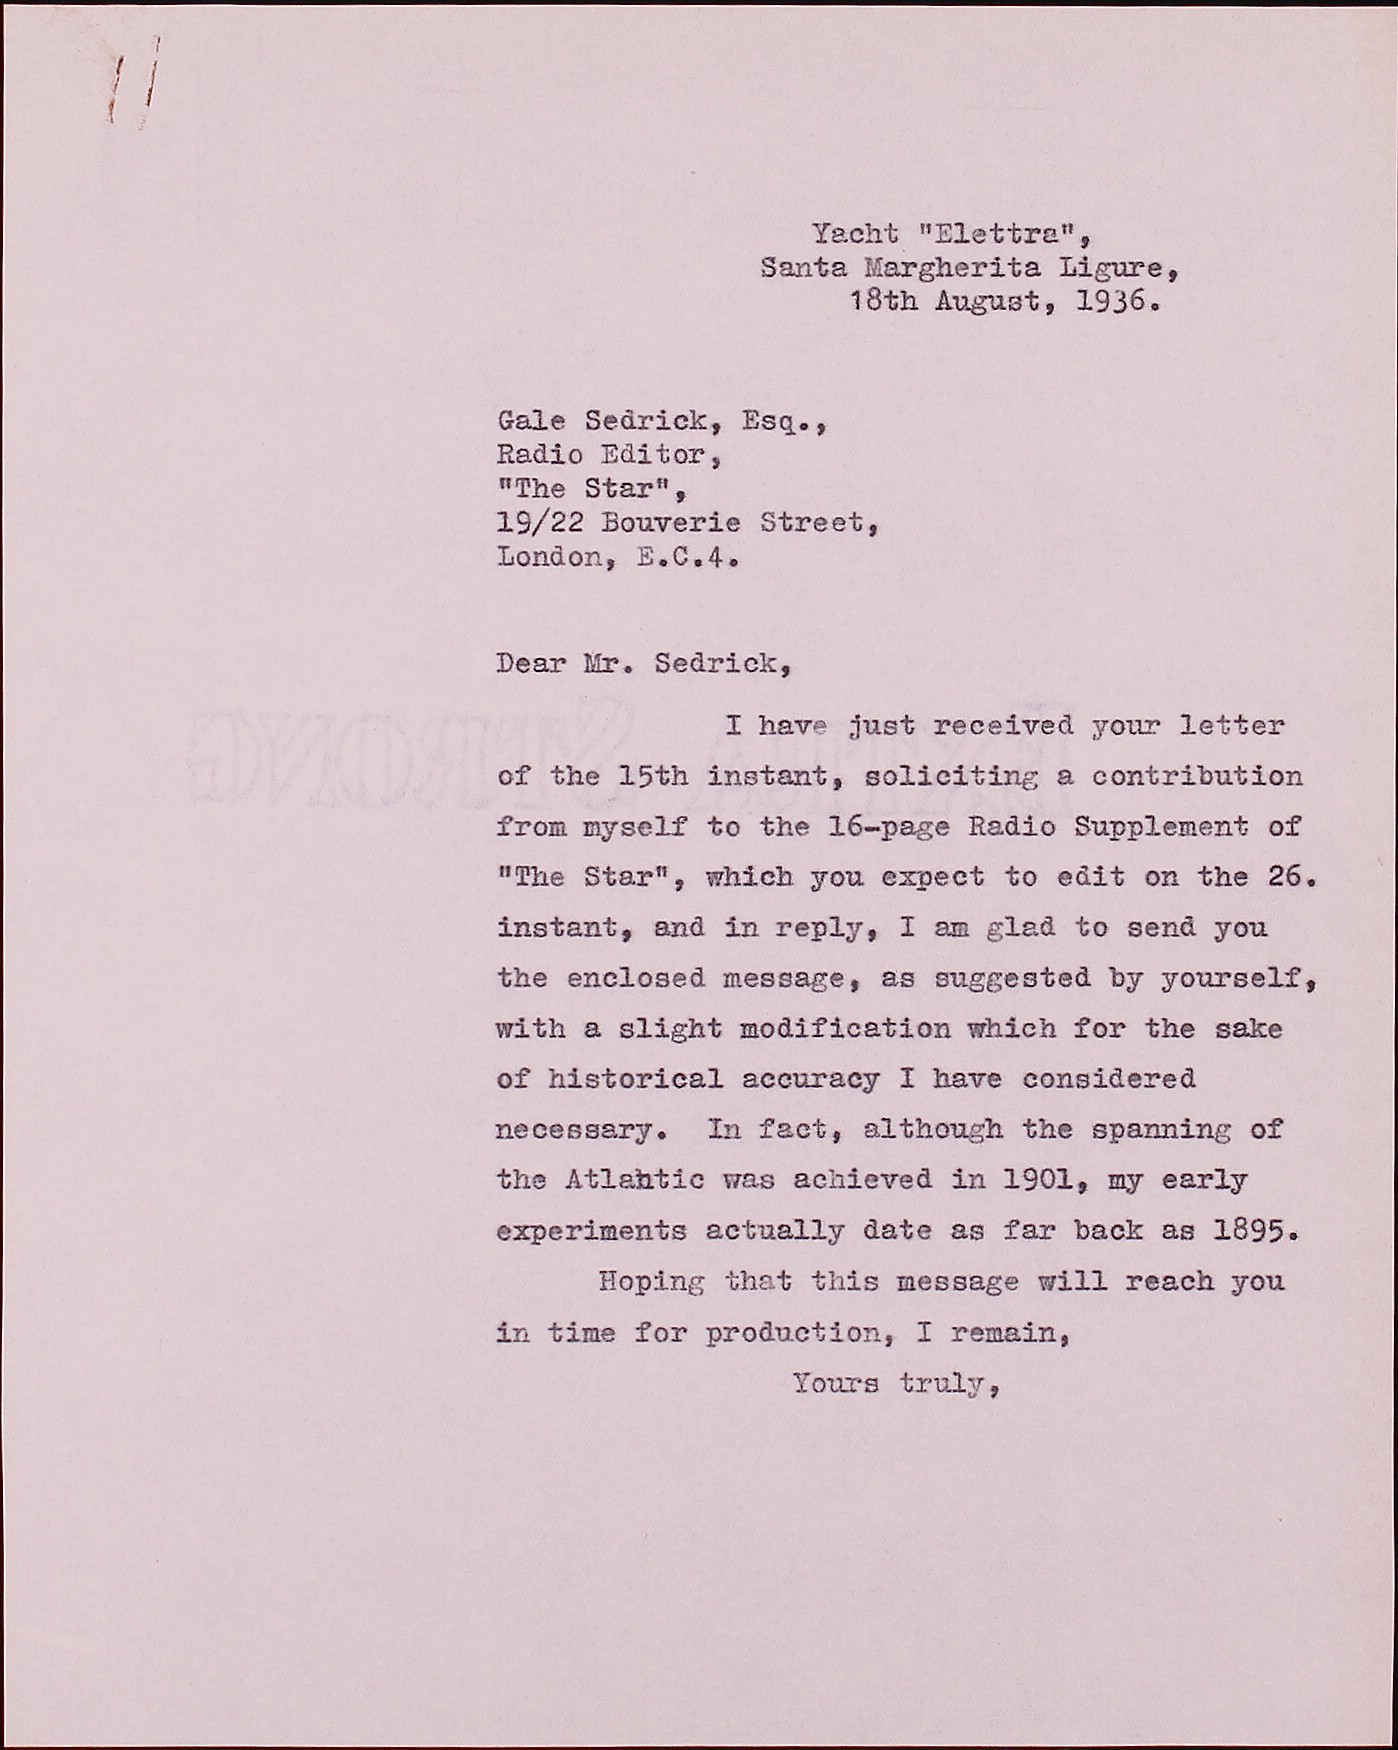 Yacht "Elettra",
Santa Margherita Ligure,
18th August, 1936.
Gale Sedrick, Esq.,
Radio Editor,
"The Star",
19/22 Bouverie Street,
London, E.C.4.
Dear Mr. Sedrick,
I have just received your letter
of the 15th instant, soliciting a contribution
from myself to the 16-page Radio Supplement of
"The Star", which you expect to edit on the 26.
instant, and in reply, I am glad to send you
the enclosed message, as suggested by yourself,
with a slight modification which for the sake
of historical accuracy I have considered
necessary. In fact, although the spanning of
the Atlantic was achieved in 1901, my early
experiments actually date as far back as 1895.
Hoping that this message will reach you
in time for production, I remain,
Yours truly,
EXTRA STRONG